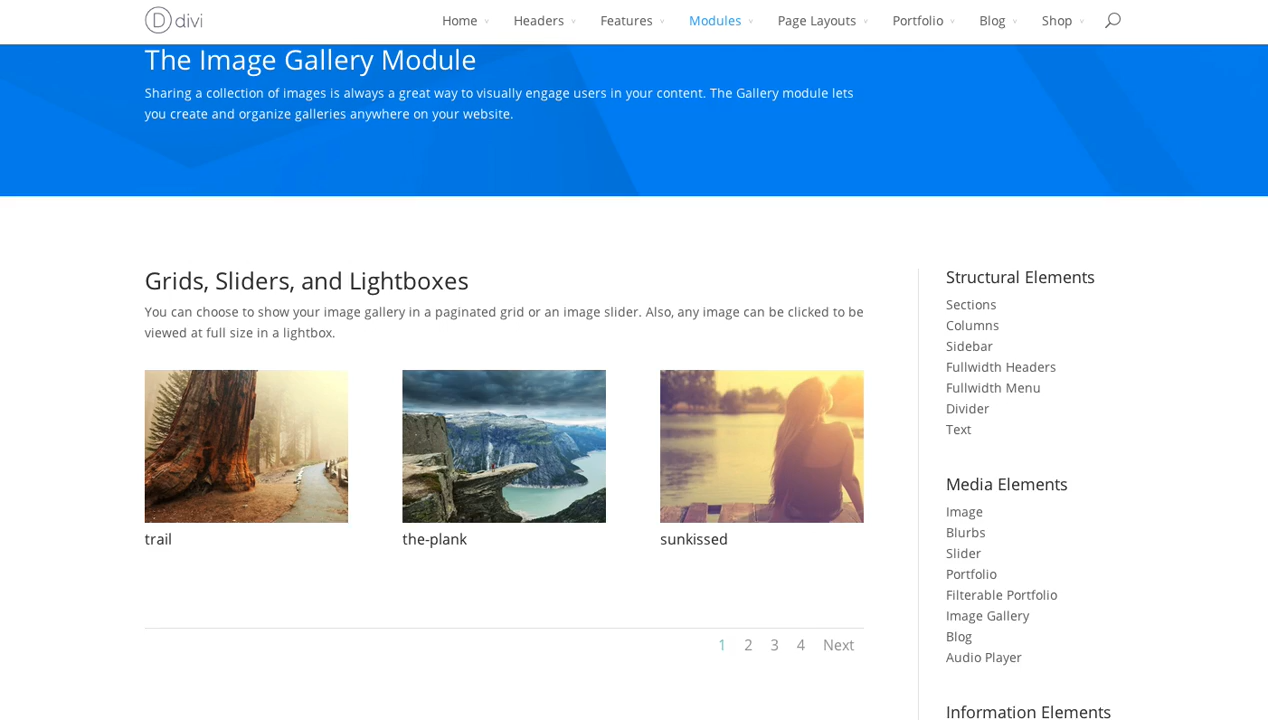 D divi
Home Headers Features Modules Page Layouts Portfolio Blog Shop
The Image Gallery Module
Sharing a collection of images is always a great way to visually engage users in your content. The Gallery module lets
you create and organize galleries anywhere on your website.
Grids, Sliders, and Lightboxes
You can choose to show your image gallery in a paginated grid or an image slider. Also, any image can be clicked to be
viewed at full size in a lightbox.
trail
the-plank
sunkissed
1 2 3 4 Next
Structural Elements
Sections
Columns
Sidebar
Fullwidth Headers
Fullwidth Menu
Divider
Text
Media Elements
Image
Blurbs
Slider
Portfolio
Filterable Portfolio
Image Gallery
Blog
Audio Player
Information Elements